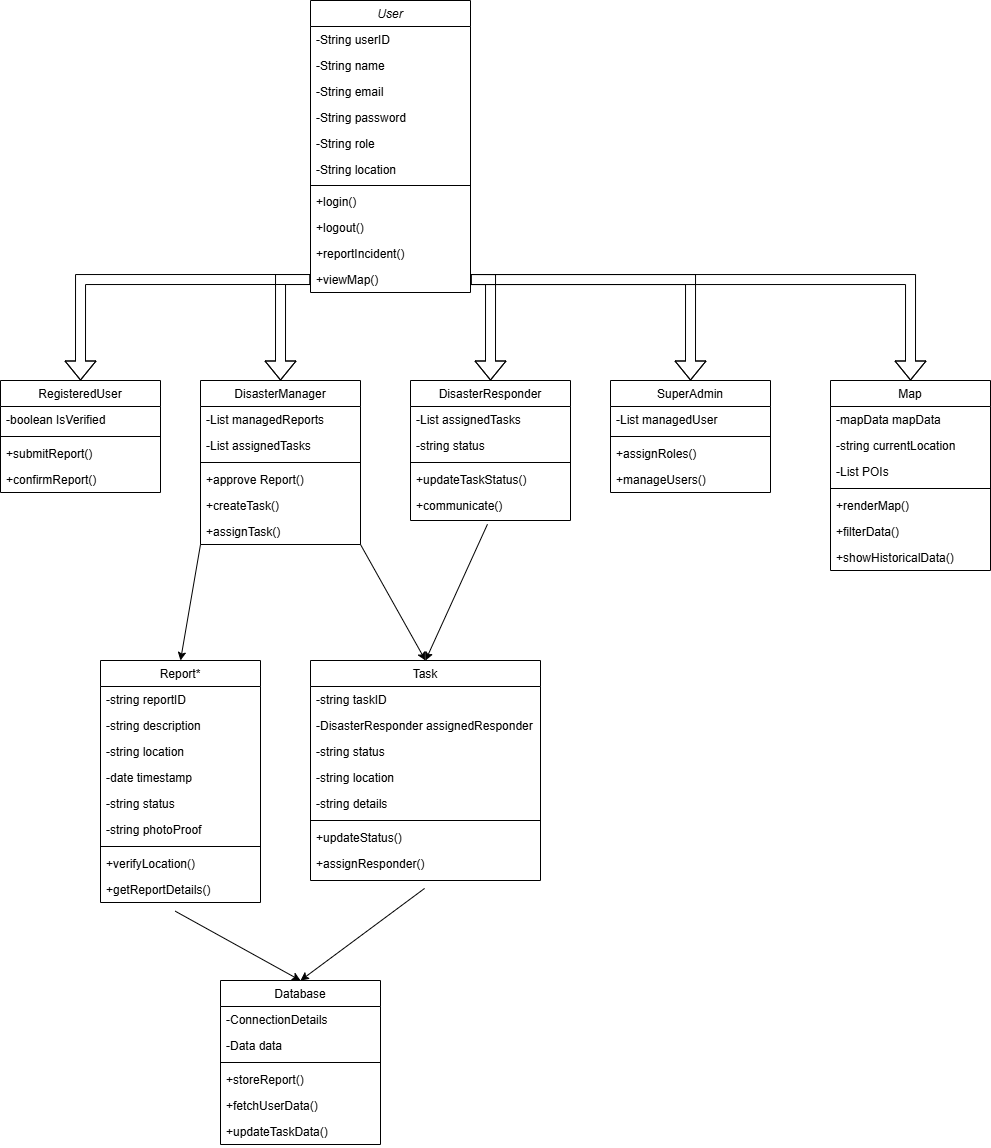 User
-String userID
-String name
-String email
-String password
-String role
-String location
+login()
+logout()
+reportIncident()
+viewMap()
RegisteredUser
-boolean IsVerified
+submitReport()
+confirmReport()
DisasterManager
-List managedReports
-List assignedTasks
+approve Report()
+createTask()
+assignTask()
DisasterResponder
-List assignedTasks
-string status
+updateTaskStatus()
+communicate()
SuperAdmin
-List managedUser
+assignRoles()
+manageUsers()
Map
-mapData mapData
-string currentLocation
-List POIs
+renderMap()
+filterData()
+showHistoricalData()
Report*
-string reportID
-string description
-string location
-date timestamp
-string status
-string photoProof
+verifyLocation()
+getReportDetails()
Task
-string taskID
-DisasterResponder assignedResponder
-string status
-string location
-string details
+updateStatus()
+assignResponder()
Database
-ConnectionDetails
-Data data
+storeReport()
+fetchUserData()
+updateTaskData()